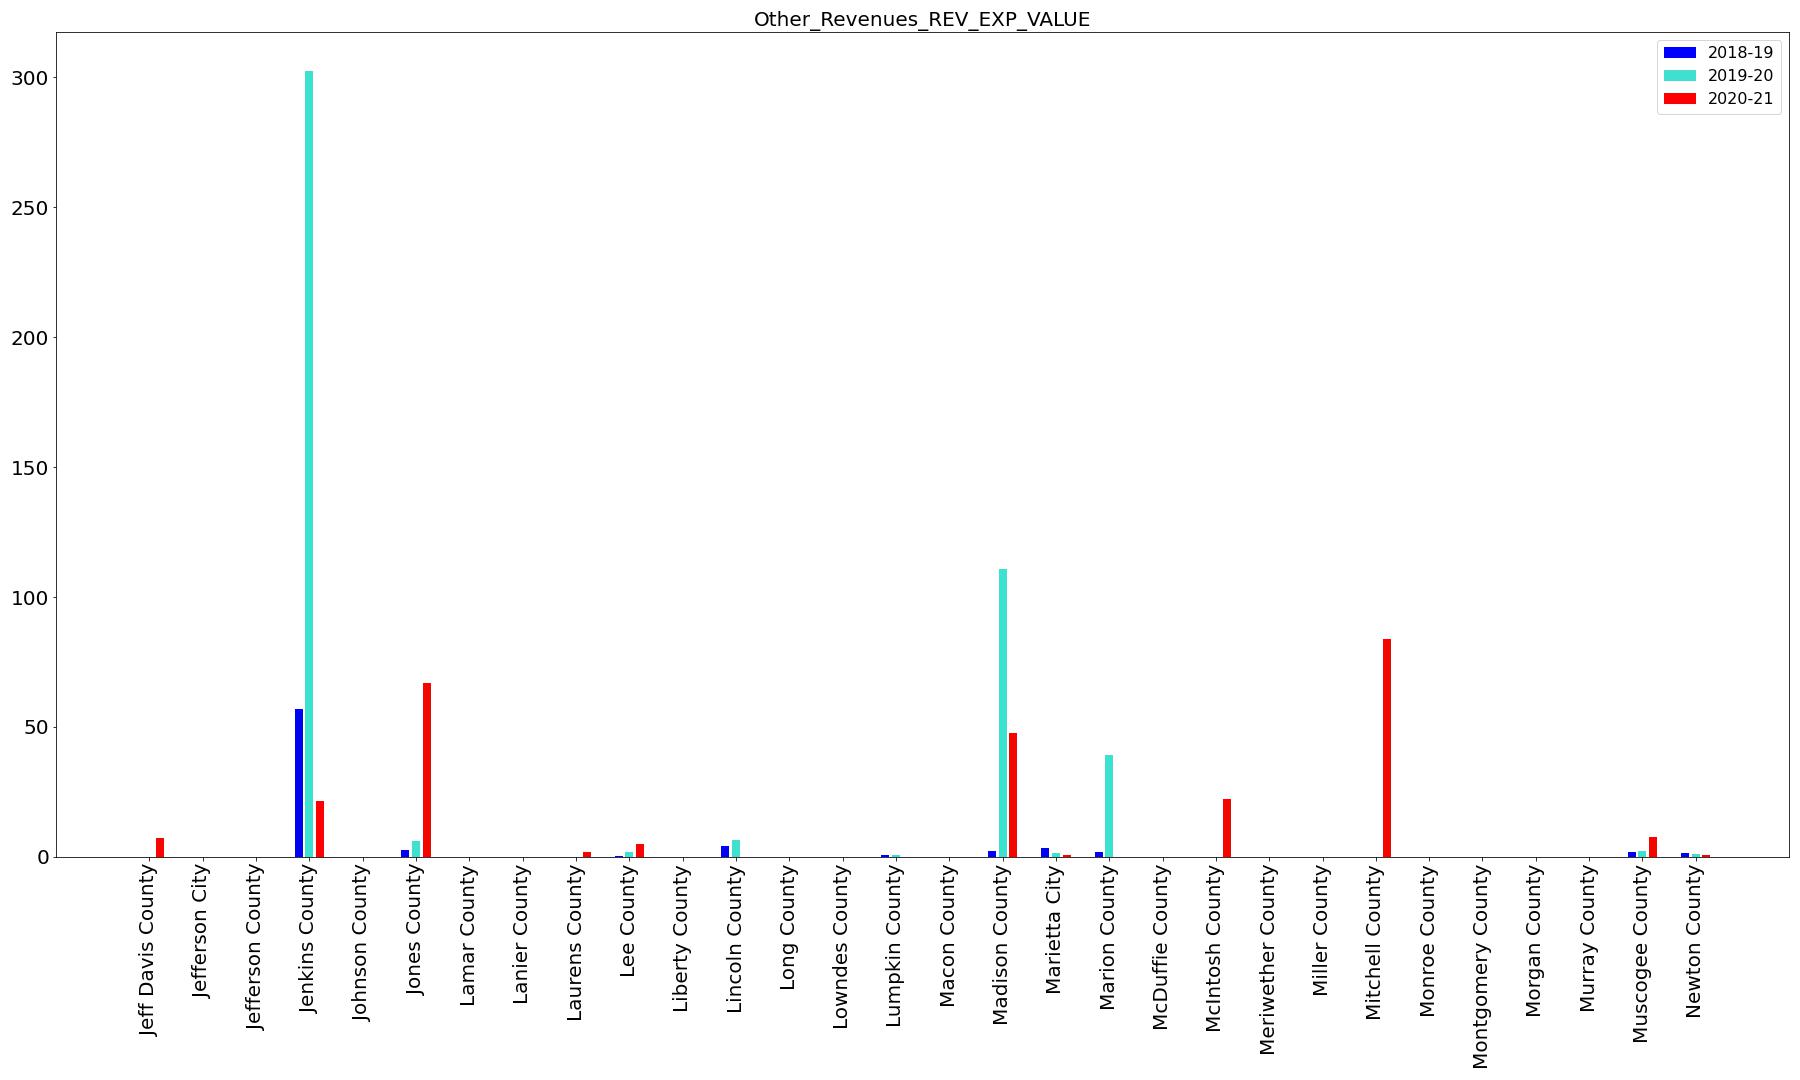 Other_Revenues_REV_EXP_VALUE
2018-19
2019-20
2020-21
300
250
200
150
100
50
0
Jeff Davis County
Jefferson City
Jefferson County
Jenkins County
Johnson County
Jones County
Lamar County
Lanier County
Laurens County
Lee County
Liberty County
Lincoln County
Long County
Lowndes County
Lumpkin County
Macon County
Madison County
Marietta City
Marion County
McDuffie County
McIntosh County
Meriwether County
Miller County
Mitchell County
Monroe County
Montgomery County
Morgan County
Murray County
Muscogee County
Newton County